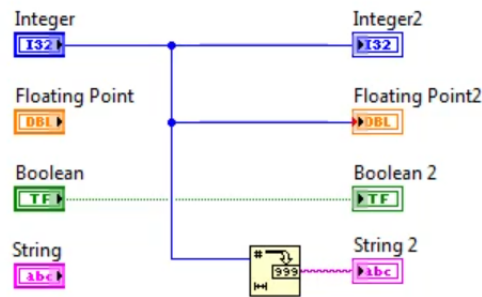 Integer
Integer2
I32
I32
Floating Point
Floating Point2
DBL
DBL
Boolean
Boolean 2
TF
TF
String
String 2
abc
#
999
abc